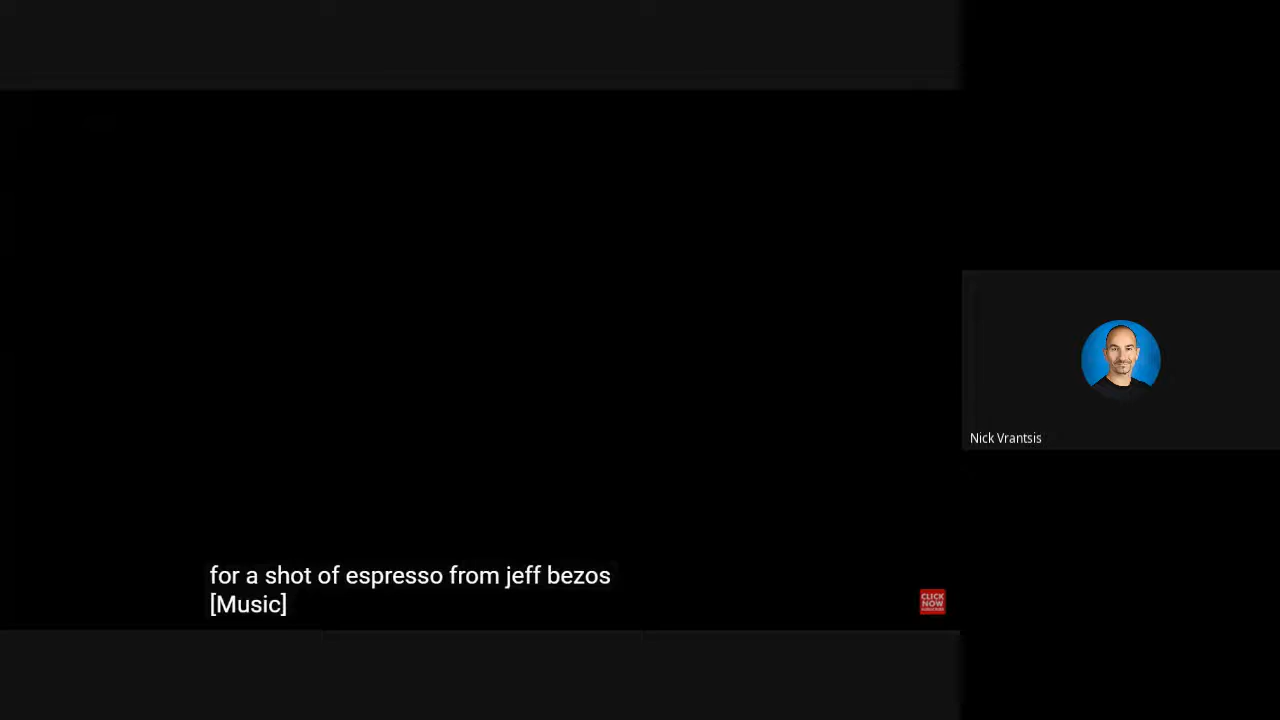 Nick Vrantsis
for a shot of espresso from jeff bezos
[Music]
CLICK
NOW